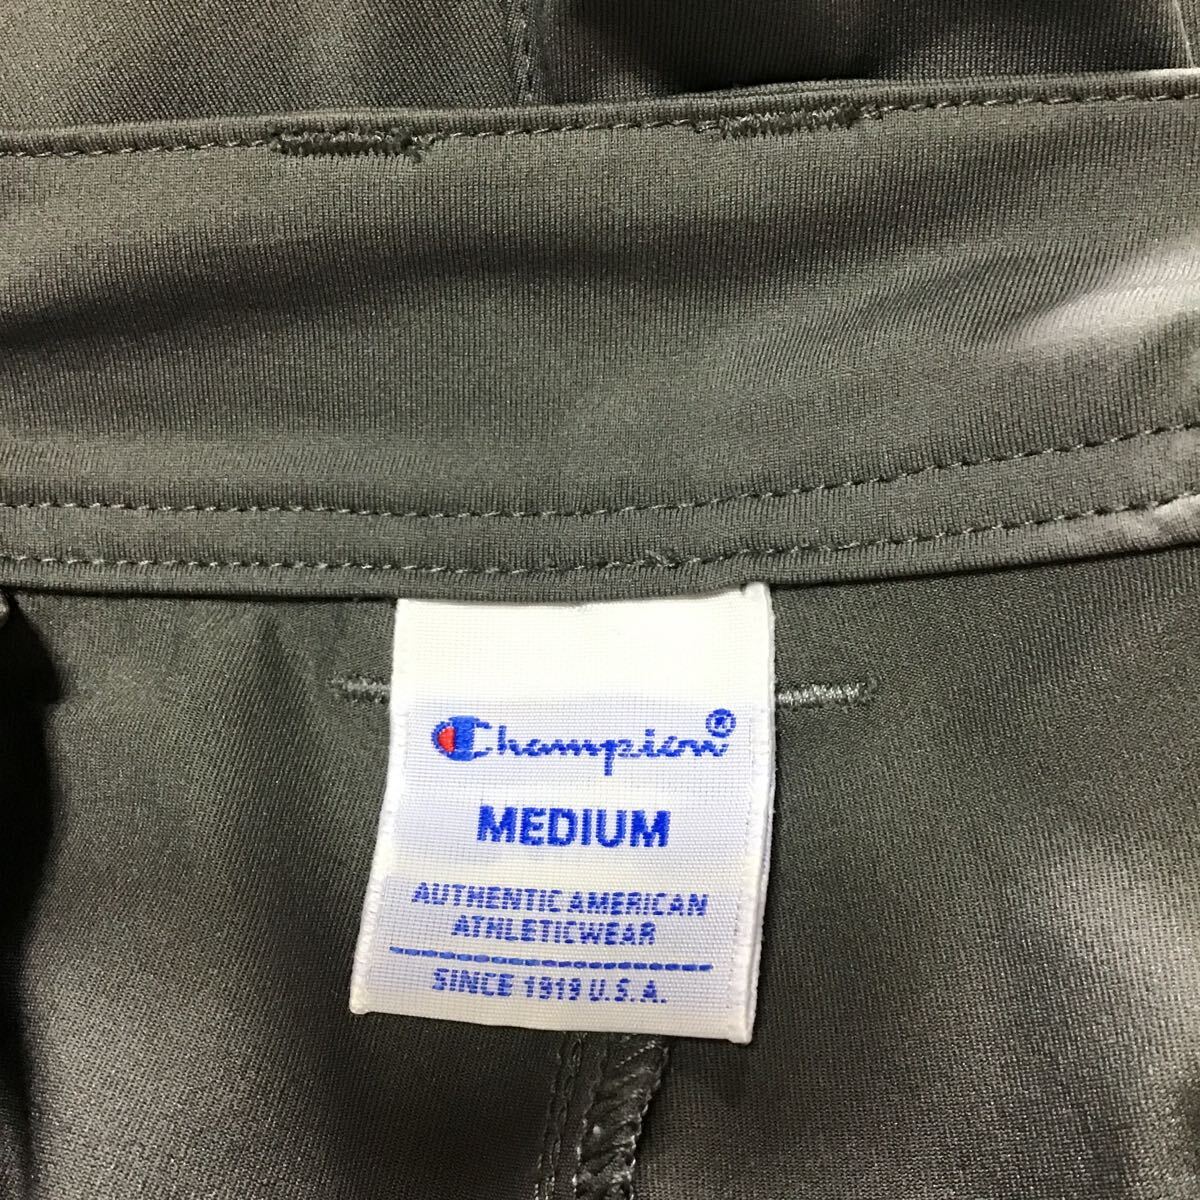 Champion®
MEDIUM
AUTHENTIC AMERICAN
ATHLETICWEAR
SINCE 1919 U.S.A.